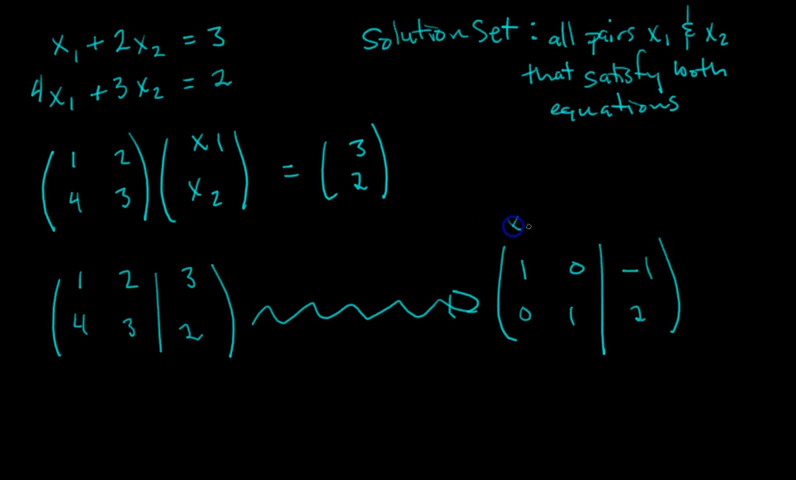 x₁ + 2x₂ = 3
4x₁ + 3x₂ = 2
Solution Set : all pairs x₁ & x₂
that satisfy both
equations
( 1 2 ) ( x1 ) = ( 3 )
( 4 3 ) ( x₂ ) ( 2 )
x
( 1 2 | 3 ) ( 1 0 | -1 )
( 4 3 | 2 ) ( 0 1 | 2 )